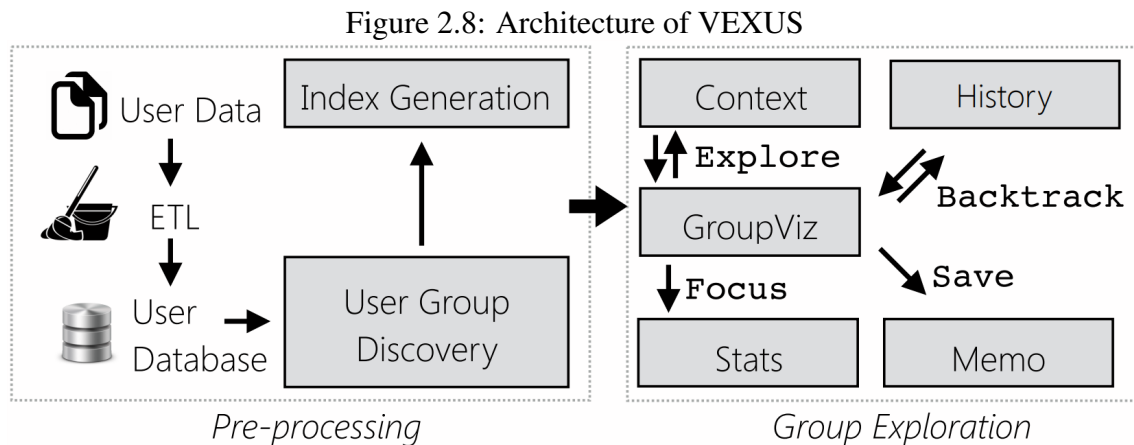 Figure 2.8: Architecture of VEXUS
User Data
ETL
User
Database
Index Generation
User Group
Discovery
Pre-processing
Context
History
Explore
Backtrack
GroupViz
Focus
Save
Stats
Memo
Group Exploration